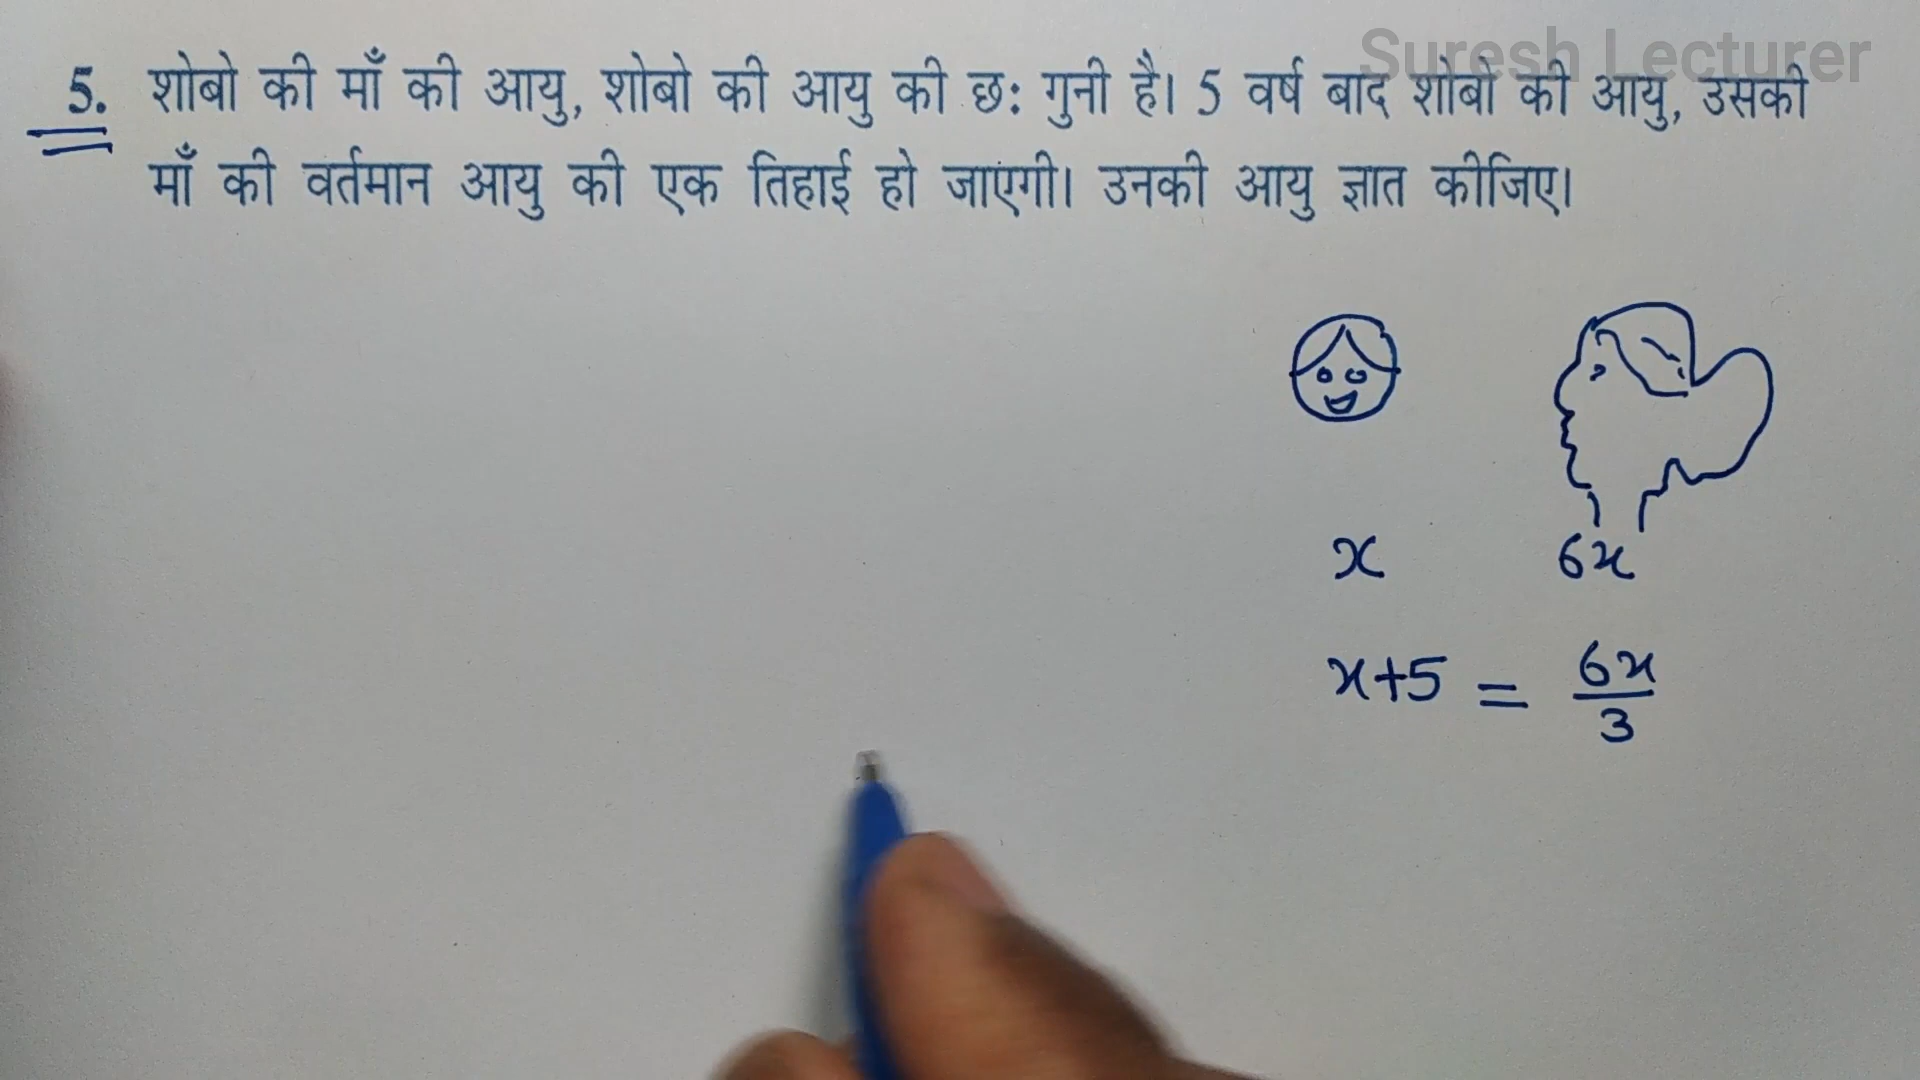 Suresh Lecturer
5. शोबो की माँ की आयु, शोबो की आयु की छः गुनी है। 5 वर्ष बाद शोबो की आयु, उसकी
माँ की वर्तमान आयु की एक तिहाई हो जाएगी। उनकी आयु ज्ञात कीजिए।
x 6x
x+5 = 6x/3